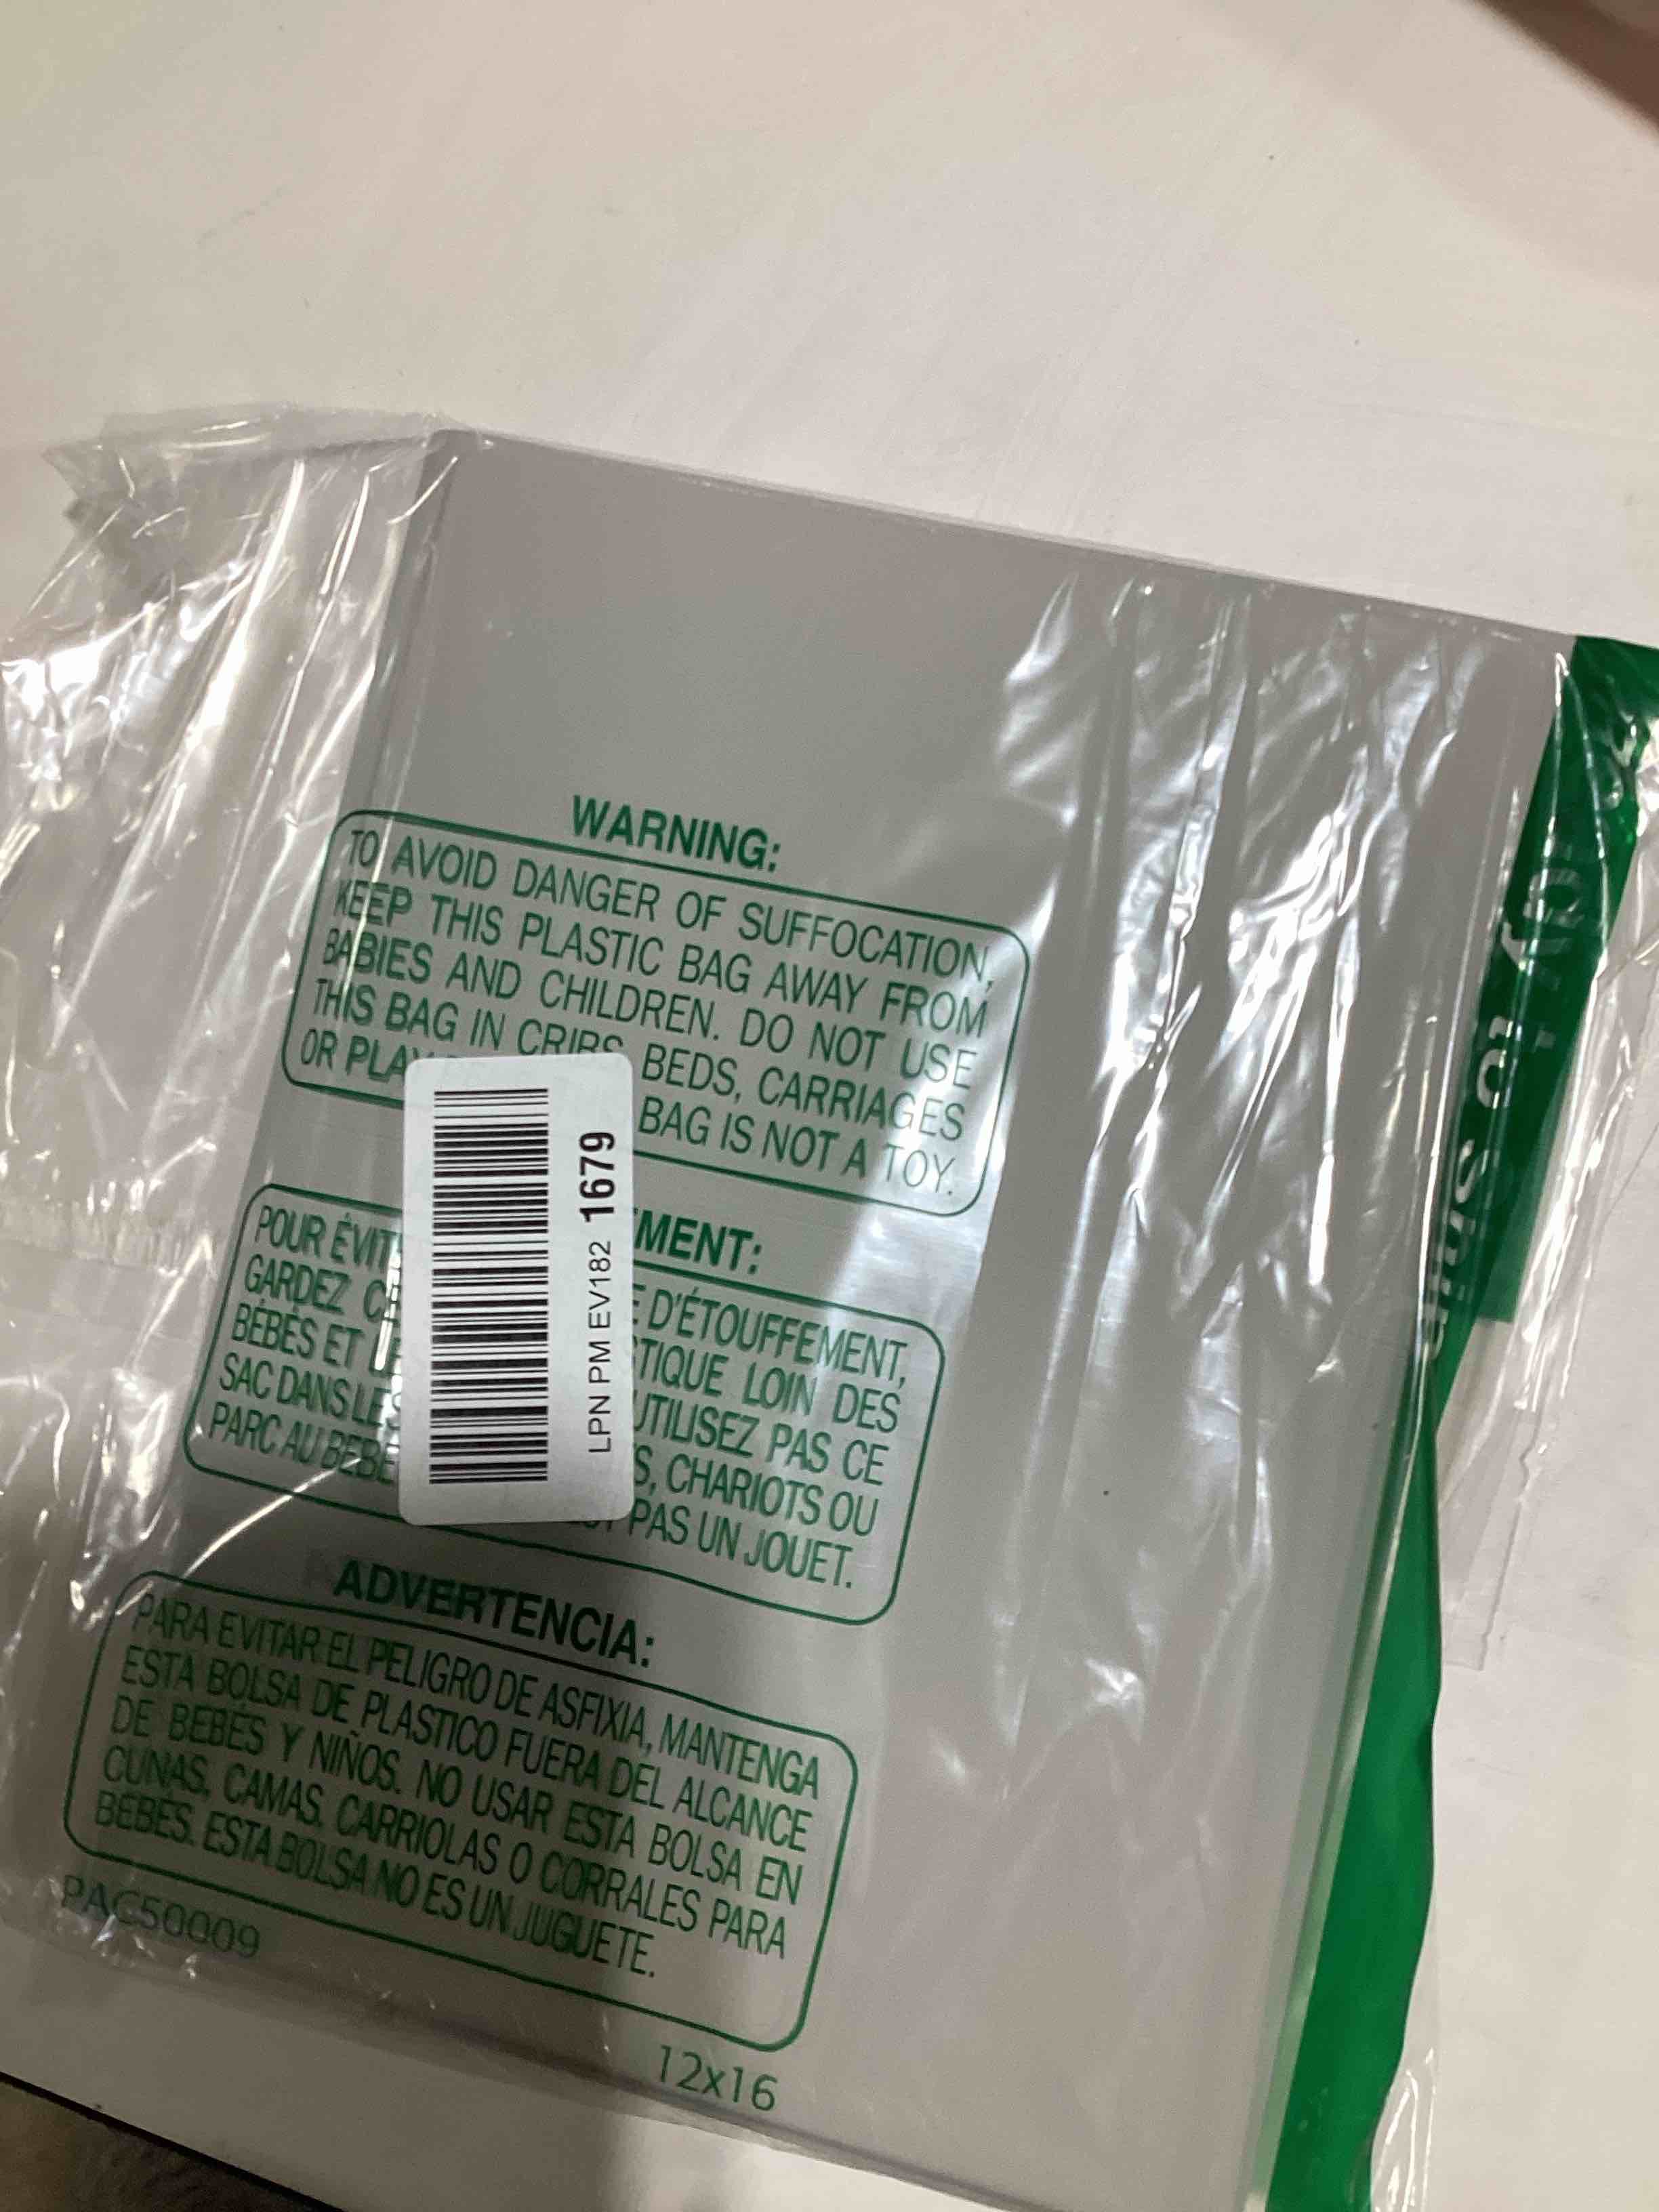 WARNING:
TO AVOID DANGER OF SUFFOCATION,
KEEP THIS PLASTIC BAG AWAY FROM
BABIES AND CHILDREN. DO NOT USE
THIS BAG IN CRIBS, BEDS, CARRIAGES
OR PLAY BAG IS NOT A TOY.
MENT:
POUR ÉVIT E D'ÉTOUFFEMENT,
GARDEZ C TIQUE LOIN DES
BÉBÉS ET LE UTILISEZ PAS CE
SAC DANS LES S, CHARIOTS OU
PARC AU BÉBÉ PAS UN JOUET.
LPN PM EV182 1679
ADVERTENCIA:
PARA EVITAR EL PELIGRO DE ASFIXIA, MANTENGA
ESTA BOLSA DE PLASTICO FUERA DEL ALCANCE
DE BEBÉS Y NIÑOS. NO USAR ESTA BOLSA EN
CUNAS, CAMAS, CARRIOLAS O CORRALES PARA
BEBÉS. ESTA BOLSA NO ES UN JUGUETE.
PAC50009
12x16